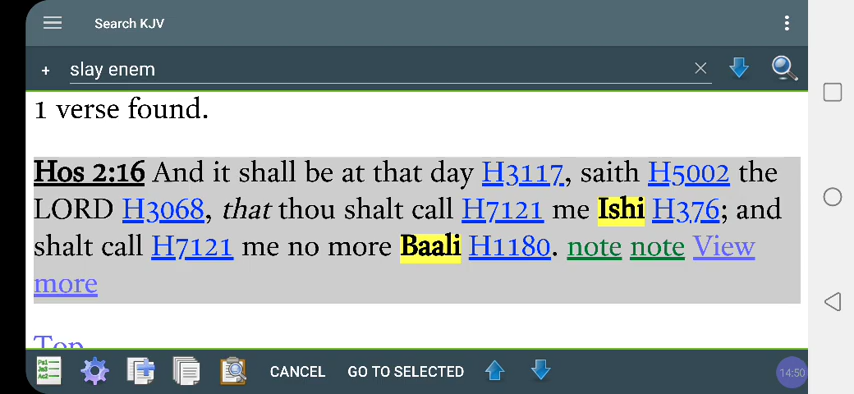 Search KJV
+ slay enem
1 verse found.
Hos 2:16 And it shall be at that day H3117, saith H5002 the
LORD H3068, that thou shalt call H7121 me Ishi H376; and
shalt call H7121 me no more Baali H1180. note note View
more
Top
CANCEL GO TO SELECTED 14:50